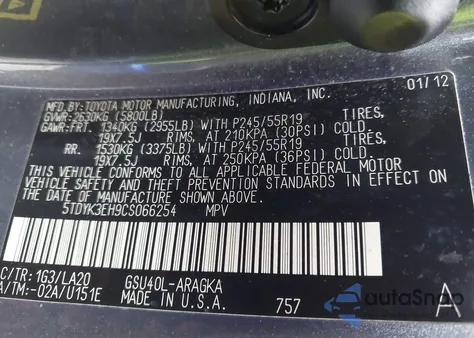 MFD.BY: TOYOTA MOTOR MANUFACTURING, INDIANA, INC. 01/12
GVWR: 2630KG (5800LB)
GAWR: FRT. 1340KG (2955LB) WITH P245/55R19 TIRES,
19X7.5J RIMS, AT 210KPA (30PSI) COLD
RR. 1530KG (3375LB) WITH P245/55R19 TIRES,
19X7.5J RIMS, AT 250KPA (36PSI) COLD
THIS VEHICLE CONFORMS TO ALL APPLICABLE FEDERAL MOTOR
VEHICLE SAFETY AND THEFT PREVENTION STANDARDS IN EFFECT ON
THE DATE OF MANUFACTURE SHOWN ABOVE.
5TDYK3EH9CS066254 MPV
C/TR: 1G3/LA20 GSU40L-ARAGKA
A/TM: -02A/U151E MADE IN U.S.A. 757 A
autoSnap